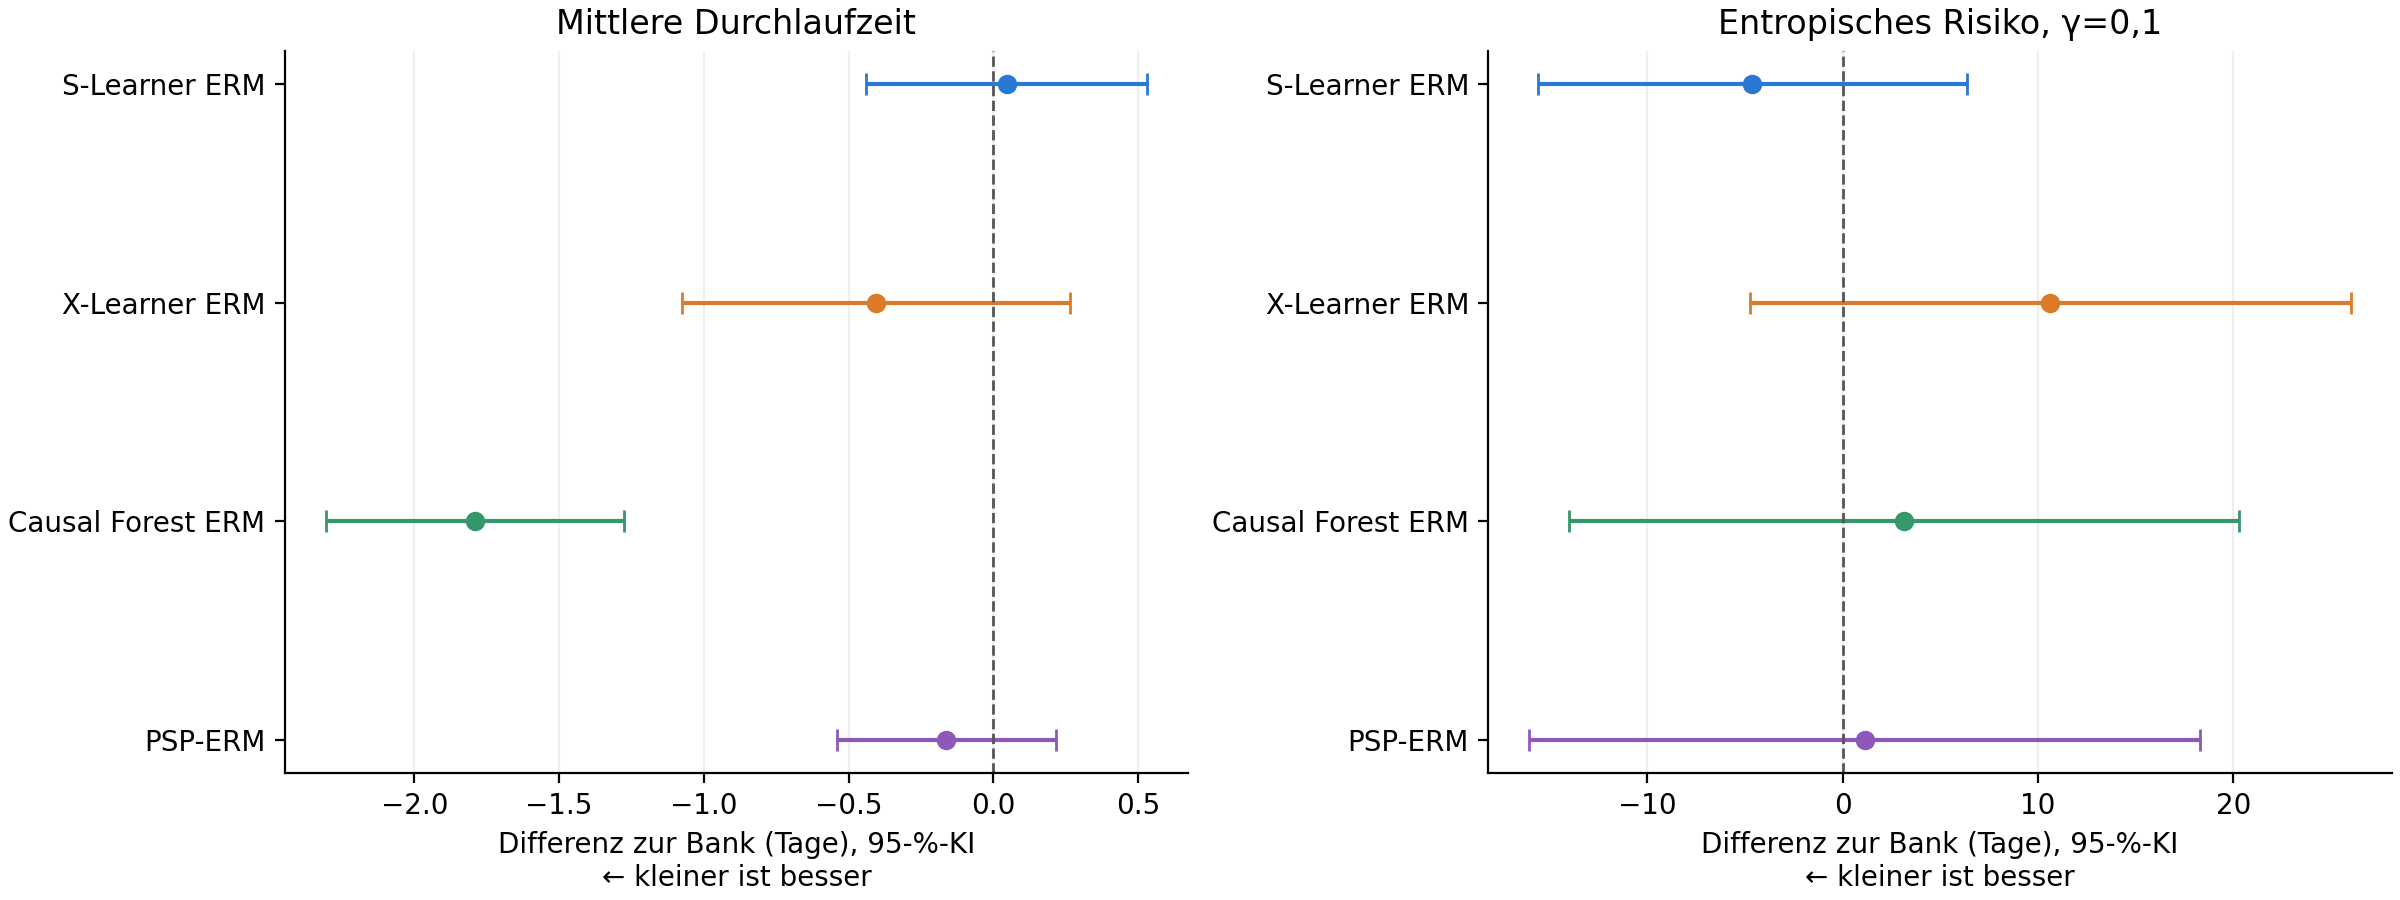 Mittlere Durchlaufzeit
S-Learner ERM
X-Learner ERM
Causal Forest ERM
PSP-ERM
−2.0 −1.5 −1.0 −0.5 0.0 0.5
Differenz zur Bank (Tage), 95-%-KI
← kleiner ist besser
Entropisches Risiko, γ=0,1
S-Learner ERM
X-Learner ERM
Causal Forest ERM
PSP-ERM
−10 0 10 20
Differenz zur Bank (Tage), 95-%-KI
← kleiner ist besser